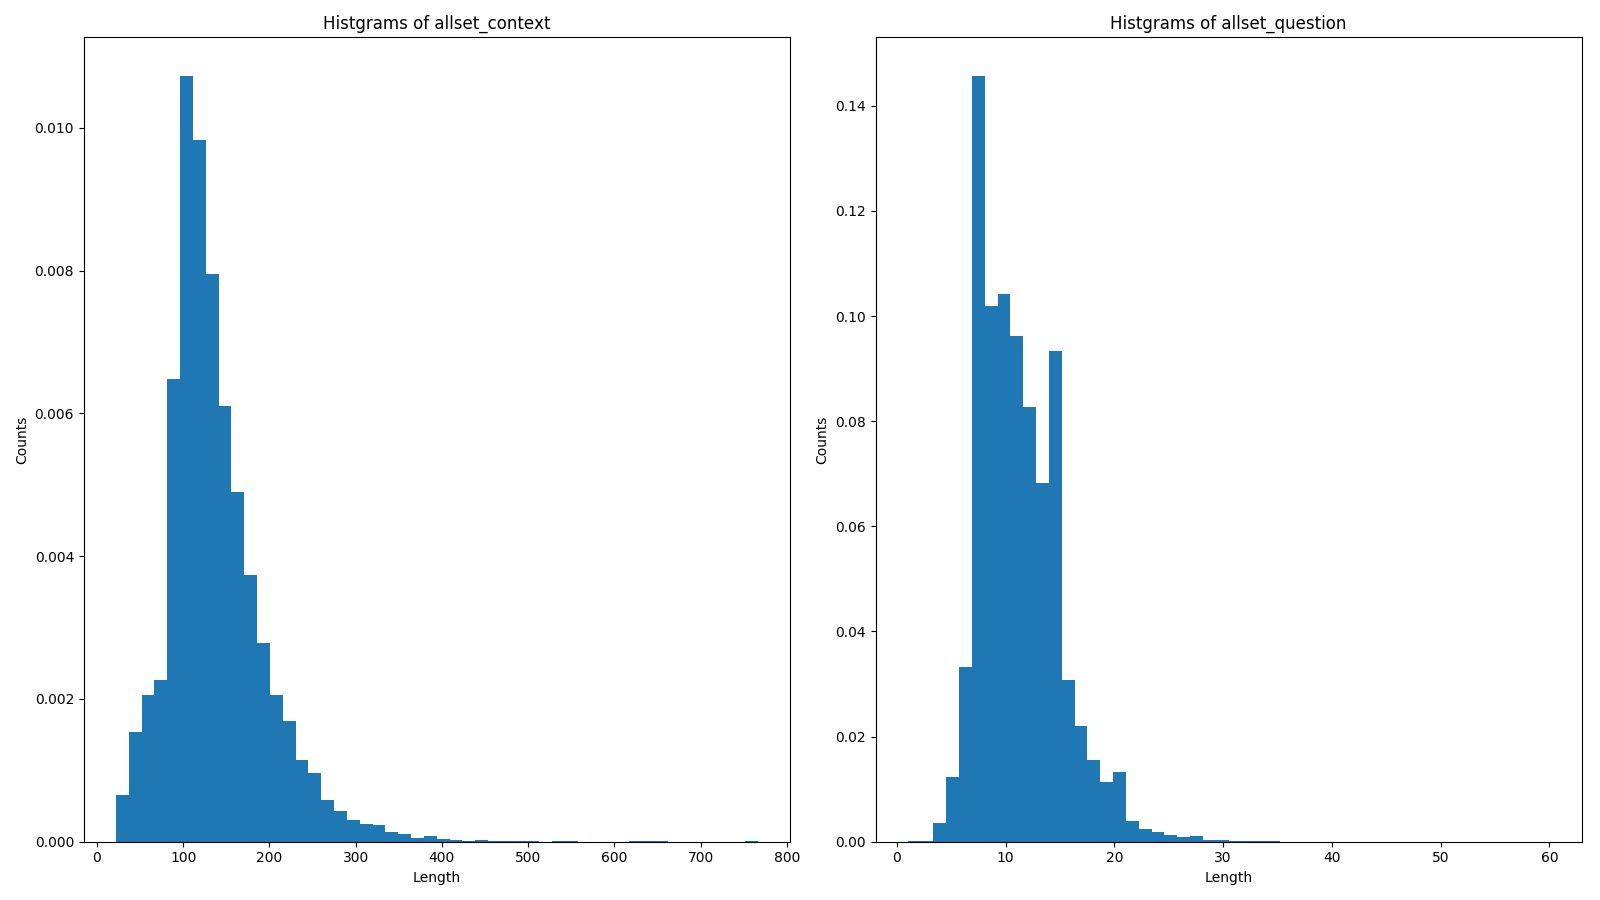 Histgrams of allset_context
0.010
0.008
0.006
0.004
0.002
0.000
Counts
0 100 200 300 400 500 600 700 800
Length
Histgrams of allset_question
0.14
0.12
0.10
0.08
0.06
0.04
0.02
0.00
Counts
0 10 20 30 40 50 60
Length